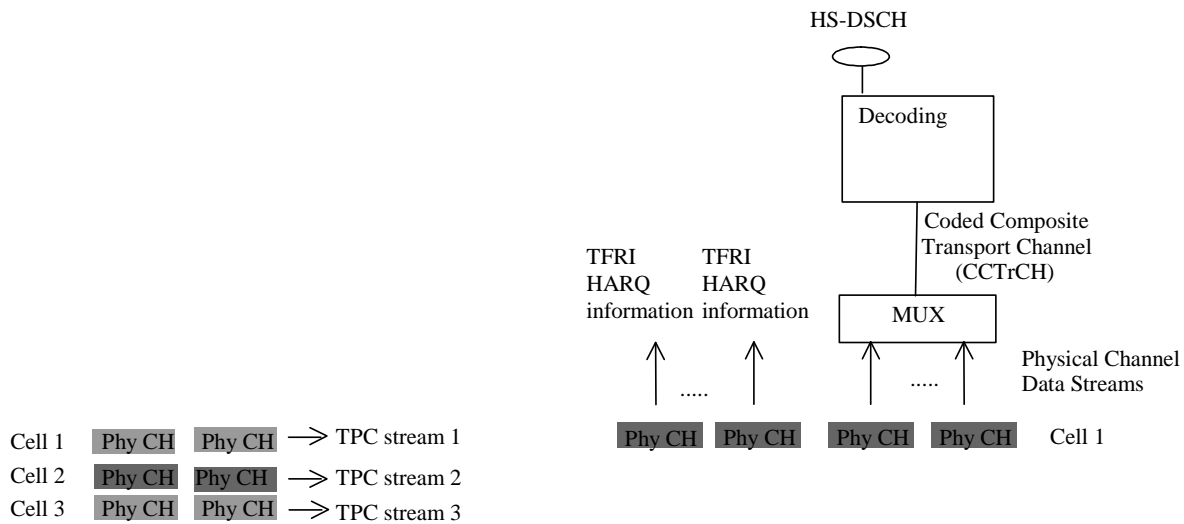 HS-DSCH
Decoding
Coded Composite
Transport Channel
(CCTrCH)
TFRI
HARQ
information
TFRI
HARQ
information
MUX
Physical Channel
Data Streams
.....
.....
Phy CH Phy CH Phy CH Phy CH Cell 1
Cell 1 Phy CH Phy CH TPC stream 1
Cell 2 Phy CH Phy CH TPC stream 2
Cell 3 Phy CH Phy CH TPC stream 3